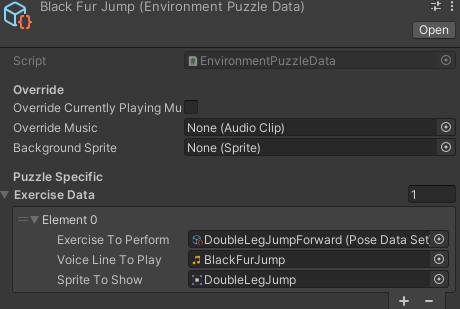 Black Fur Jump (Environment Puzzle Data)
Open
Script EnvironmentPuzzleData
Override
Override Currently Playing Mu
Override Music None (Audio Clip)
Background Sprite None (Sprite)
Puzzle Specific
Exercise Data 1
Element 0
Exercise To Perform DoubleLegJumpForward (Pose Data Set
Voice Line To Play BlackFurJump
Sprite To Show DoubleLegJump
+ −